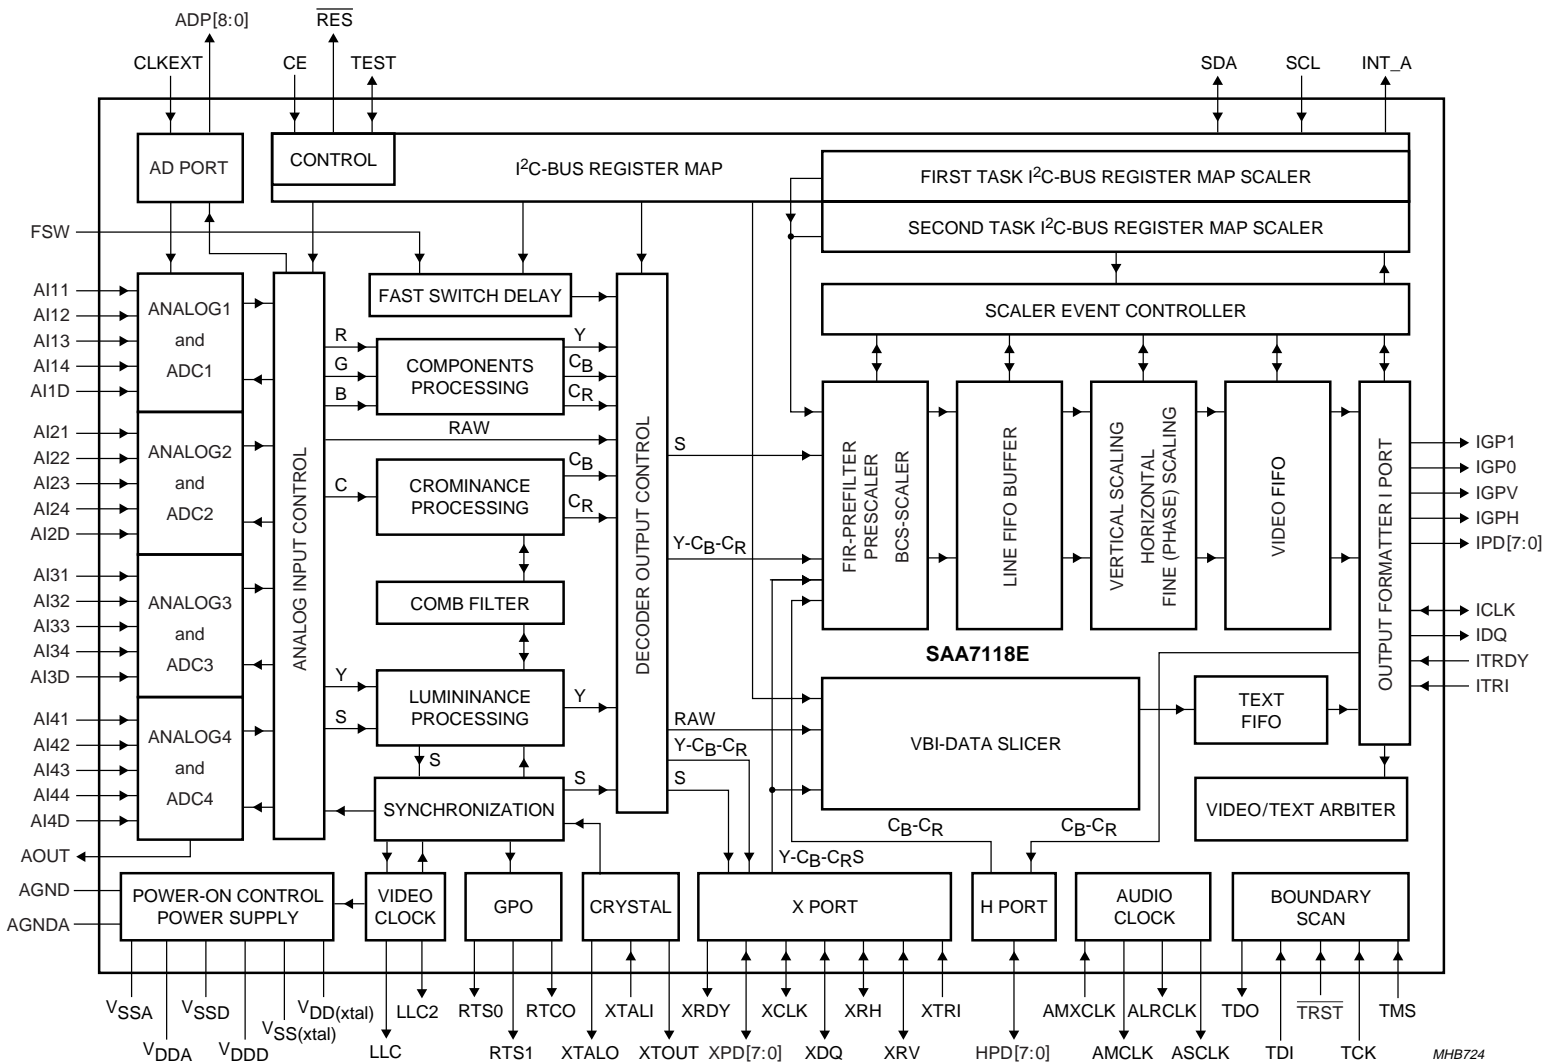 ADP[8:0]
RES
CLKEXT
CE
TEST
SDA
SCL
INT_A
AD PORT
CONTROL
I2C-BUS REGISTER MAP
FIRST TASK I2C-BUS REGISTER MAP SCALER
SECOND TASK I2C-BUS REGISTER MAP SCALER
FSW
AI11
AI12
AI13
AI14
AI1D
ANALOG1
and
ADC1
AI21
AI22
AI23
AI24
AI2D
ANALOG2
and
ADC2
AI31
AI32
AI33
AI34
AI3D
ANALOG3
and
ADC3
AI41
AI42
AI43
AI44
AI4D
ANALOG4
and
ADC4
AOUT
AGND
AGNDA
ANALOG INPUT CONTROL
FAST SWITCH DELAY
R
G
B
COMPONENTS
PROCESSING
Y
CB
CR
RAW
C
CROMINANCE
PROCESSING
CB
CR
COMB FILTER
Y
S
LUMININANCE
PROCESSING
Y
S
SYNCHRONIZATION
S
DECODER OUTPUT CONTROL
S
Y-CB-CR
RAW
Y-CB-CR
S
SCALER EVENT CONTROLLER
FIR-PREFILTER
PRESCALER
BCS-SCALER
LINE FIFO BUFFER
VERTICAL SCALING
HORIZONTAL
FINE (PHASE) SCALING
VIDEO FIFO
OUTPUT FORMATTER I PORT
IGP1
IGP0
IGPV
IGPH
IPD[7:0]
ICLK
IDQ
ITRDY
ITRI
SAA7118E
VBI-DATA SLICER
TEXT
FIFO
VIDEO/TEXT ARBITER
CB-CR
CB-CR
Y-CB-CRS
POWER-ON CONTROL
POWER SUPPLY
VIDEO
CLOCK
GPO
CRYSTAL
X PORT
H PORT
AUDIO
CLOCK
BOUNDARY
SCAN
VSSA
VDDA
VSSD
VDDD
VSS(xtal)
VDD(xtal)
LLC
LLC2
RTS0
RTS1
RTCO
XTALO
XTALI
XTOUT
XRDY
XPD[7:0]
XCLK
XDQ
XRH
XRV
XTRI
HPD[7:0]
AMXCLK
AMCLK
ALRCLK
ASCLK
TDO
TDI
TRST
TCK
TMS
MHB724